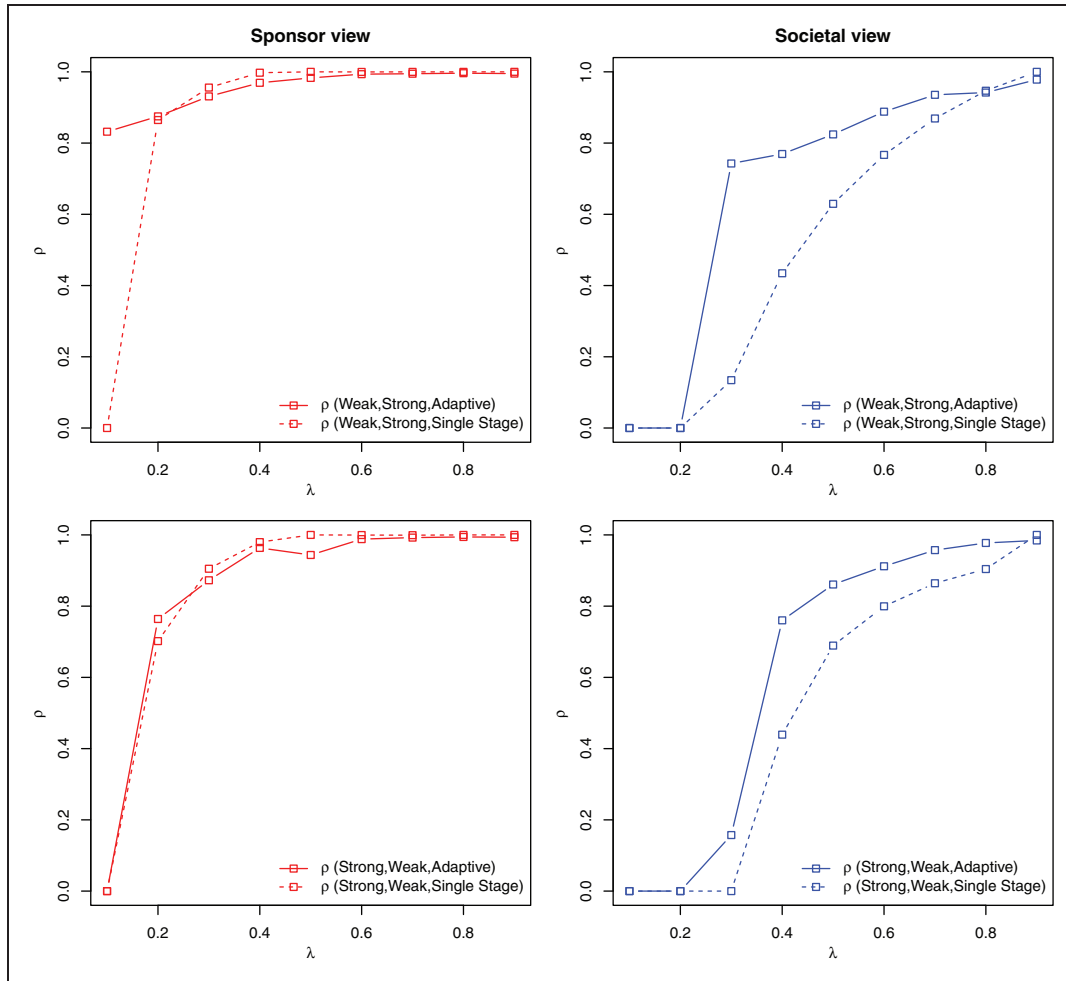 Sponsor view
1.0
0.8
0.6
0.4
0.2
0.0
ρ
ρ (Weak,Strong,Adaptive)
ρ (Weak,Strong,Single Stage)
0.2 0.4 0.6 0.8
λ
Societal view
1.0
0.8
0.6
0.4
0.2
0.0
ρ
ρ (Weak,Strong,Adaptive)
ρ (Weak,Strong,Single Stage)
0.2 0.4 0.6 0.8
λ
1.0
0.8
0.6
0.4
0.2
0.0
ρ
ρ (Strong,Weak,Adaptive)
ρ (Strong,Weak,Single Stage)
0.2 0.4 0.6 0.8
λ
1.0
0.8
0.6
0.4
0.2
0.0
ρ
ρ (Strong,Weak,Adaptive)
ρ (Strong,Weak,Single Stage)
0.2 0.4 0.6 0.8
λ